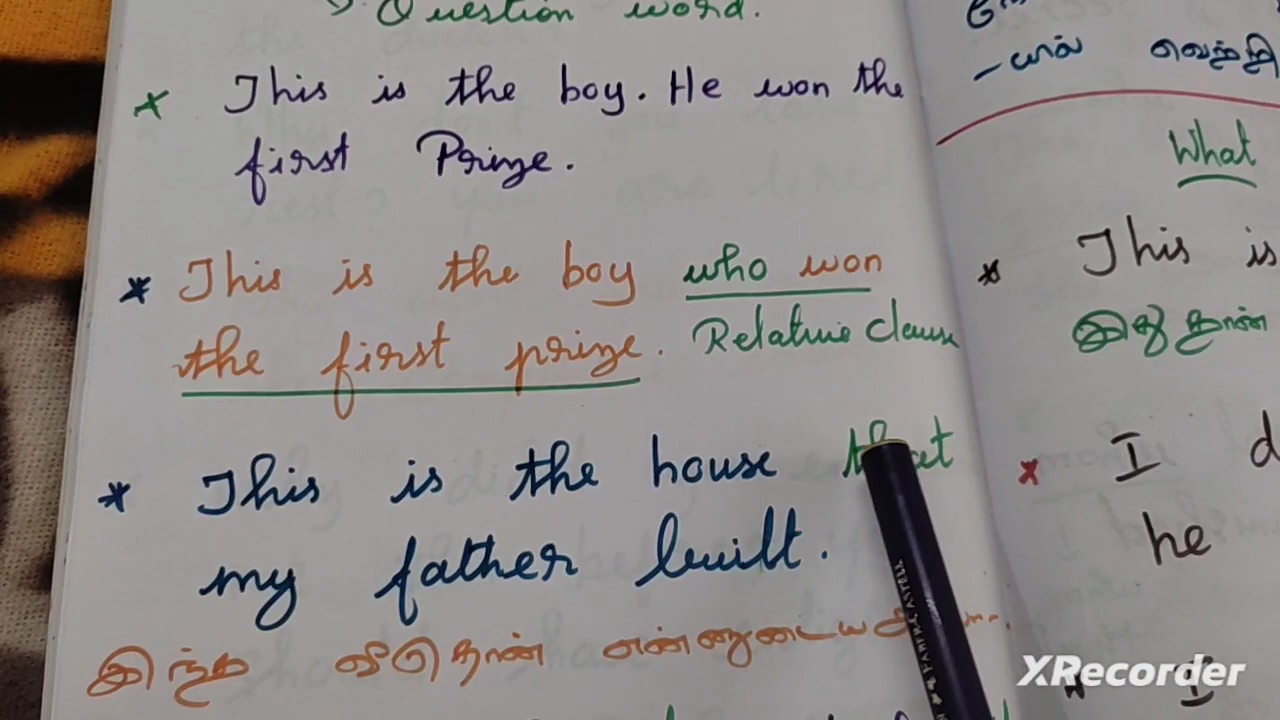 Question word.
* This is the boy. He won the
first Prize.
* This is the boy who won
the first prize. Relative clause
* This is the house that
my father built.
இந்த வீடுதான் என்னுடைய
யால் வெற்றி
What
* This is
இதுதான்
* I d
he
* I
XRecorder